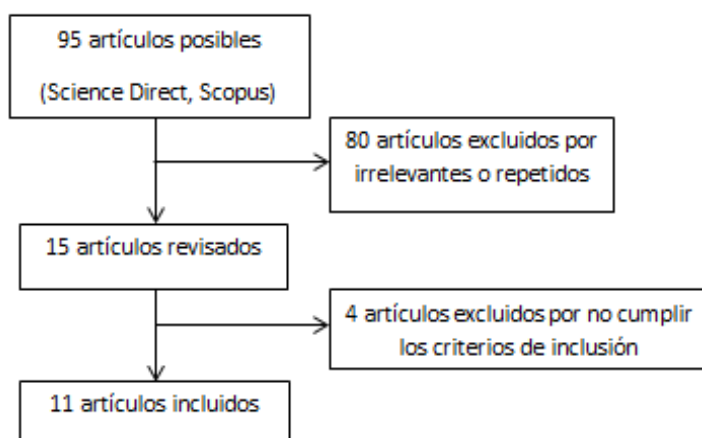 95 artículos posibles
(Science Direct, Scopus)
80 artículos excluidos por
irrelevantes o repetidos
15 artículos revisados
4 artículos excluidos por no cumplir
los criterios de inclusión
11 artículos incluidos